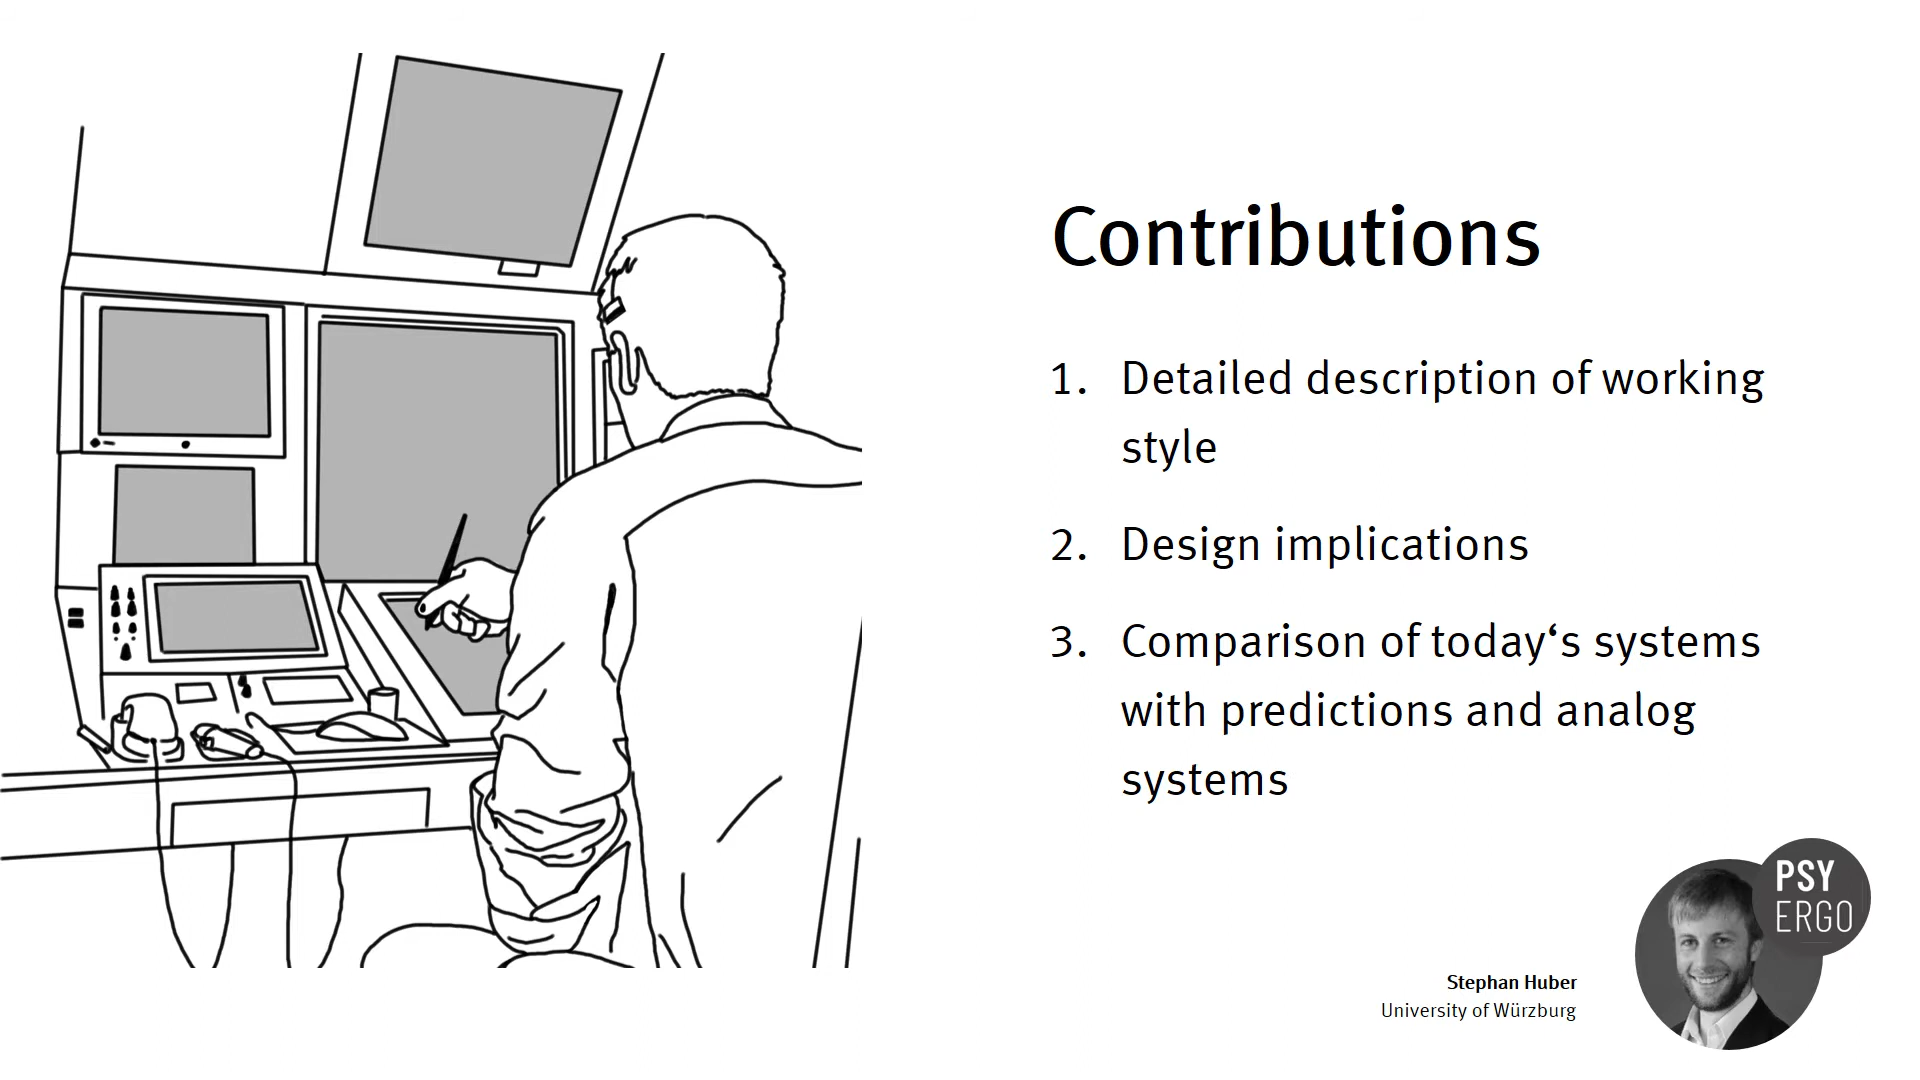 Contributions
1. Detailed description of working
style
2. Design implications
3. Comparison of today‘s systems
with predictions and analog
systems
PSY
ERGO
Stephan Huber
University of Würzburg